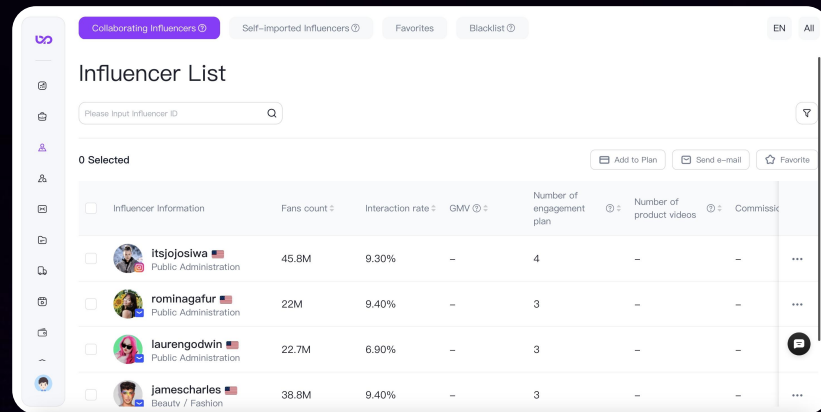 Collaborating Influencers
Self-imported Influencers
Favorites
Blacklist
EN
All
Influencer List
Please Input Influencer ID
0 Selected
Add to Plan
Send e-mail
Favorite
Influencer Information
Fans count
Interaction rate
GMV
Number of
engagement
plan
Number of
product videos
itsjojosiwa
Public Administration
45.8M
9.30%
–
4
–
–
rominagafur
Public Administration
22M
9.40%
–
3
–
–
laurengodwin
Public Administration
22.7M
6.90%
–
3
–
–
jamescharles
Beauty / Fashion
38.8M
9.40%
–
3
–
–